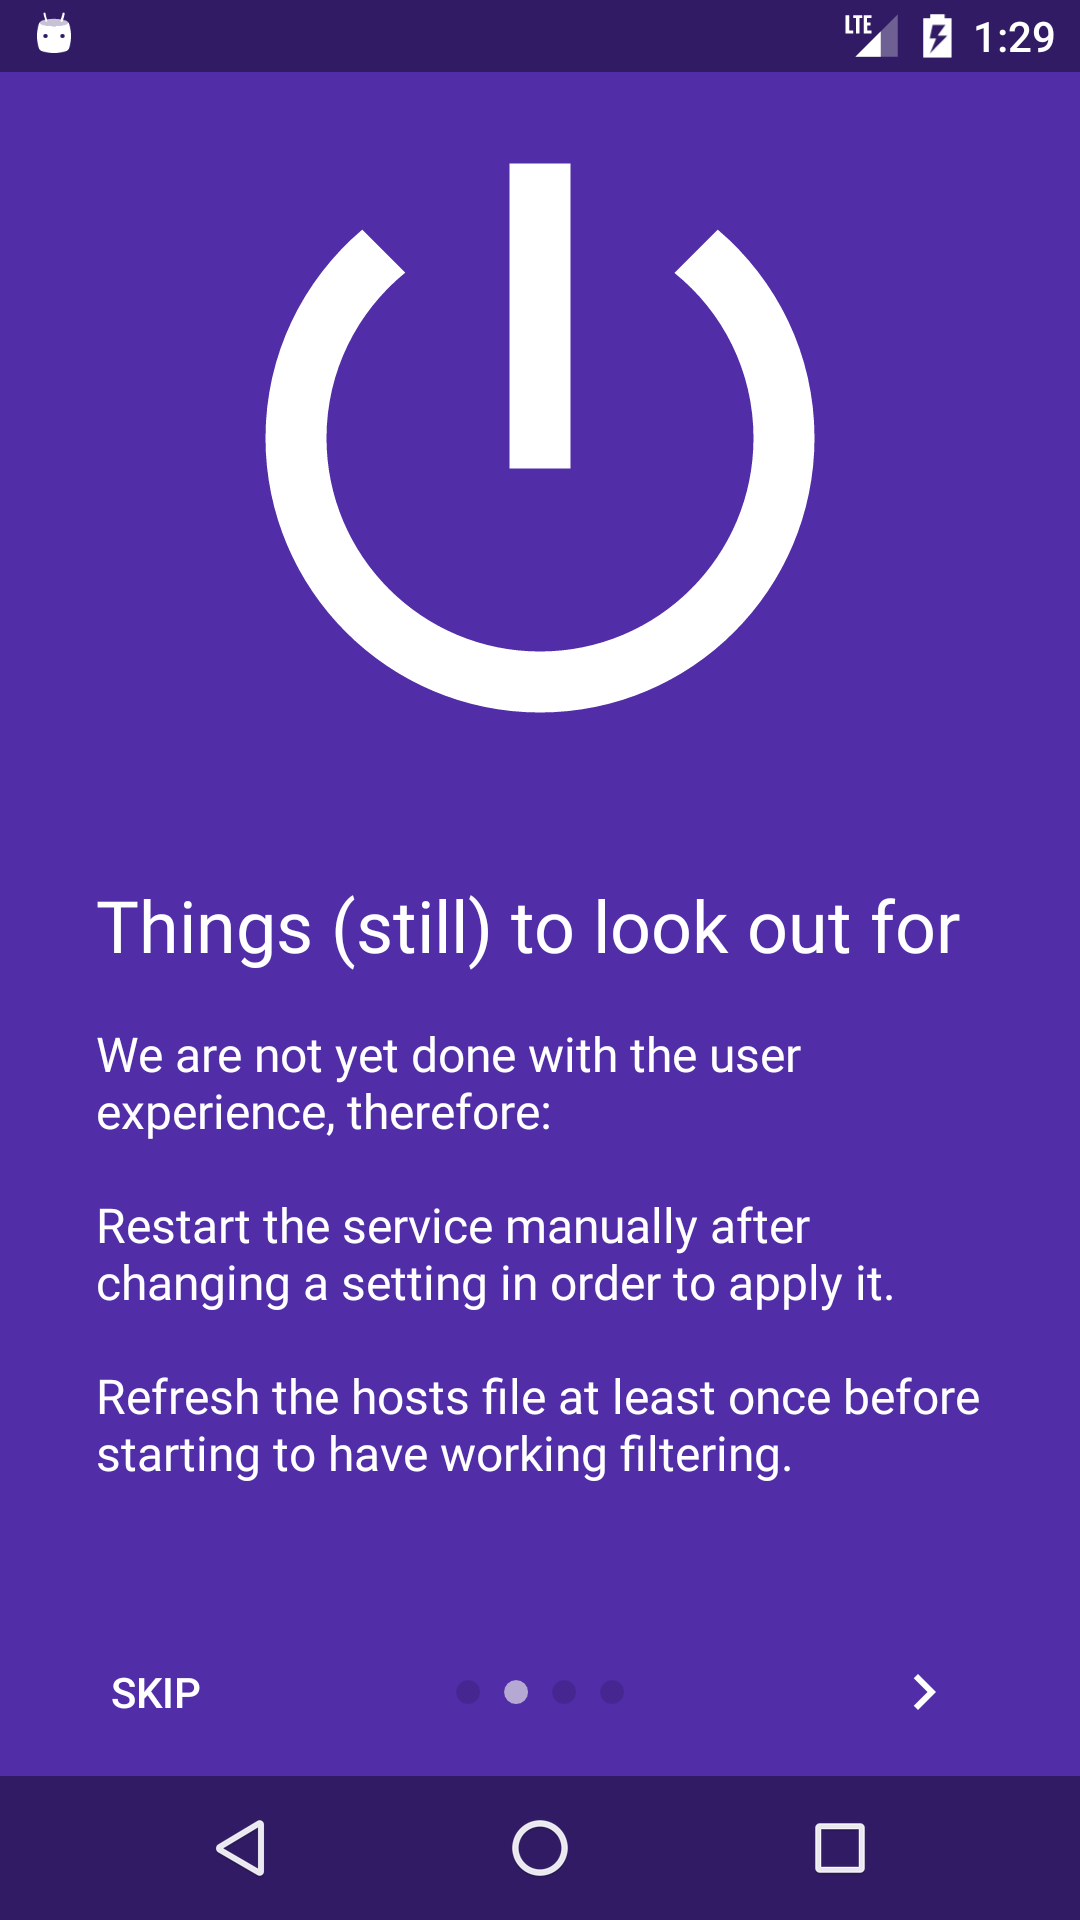 LTE 1:29
Things (still) to look out for
We are not yet done with the user
experience, therefore:
Restart the service manually after
changing a setting in order to apply it.
Refresh the hosts file at least once before
starting to have working filtering.
SKIP